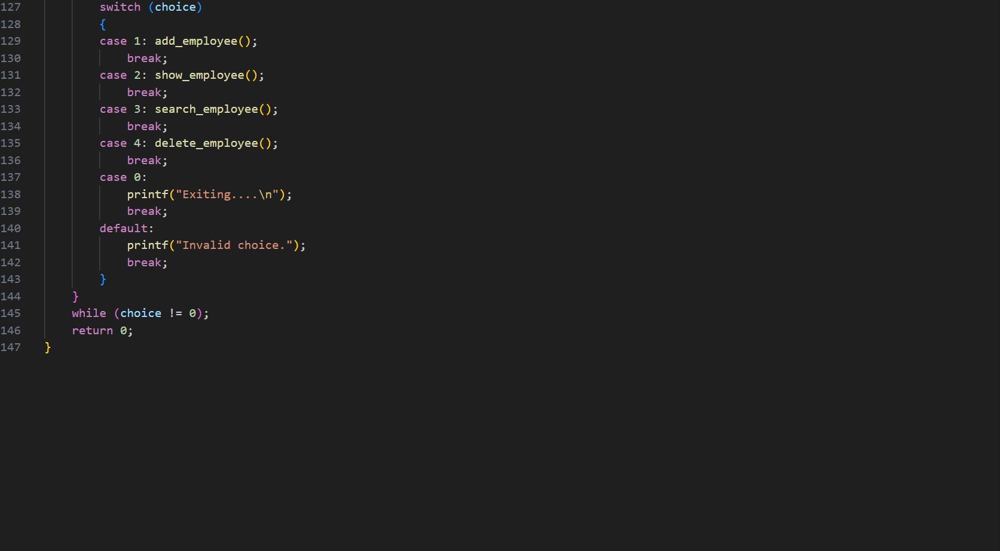 127 switch (choice)
128 {
129 case 1: add_employee();
130 break;
131 case 2: show_employee();
132 break;
133 case 3: search_employee();
134 break;
135 case 4: delete_employee();
136 break;
137 case 0:
138 printf("Exiting....\n");
139 break;
140 default:
141 printf("Invalid choice.");
142 break;
143 }
144 }
145 while (choice != 0);
146 return 0;
147 }